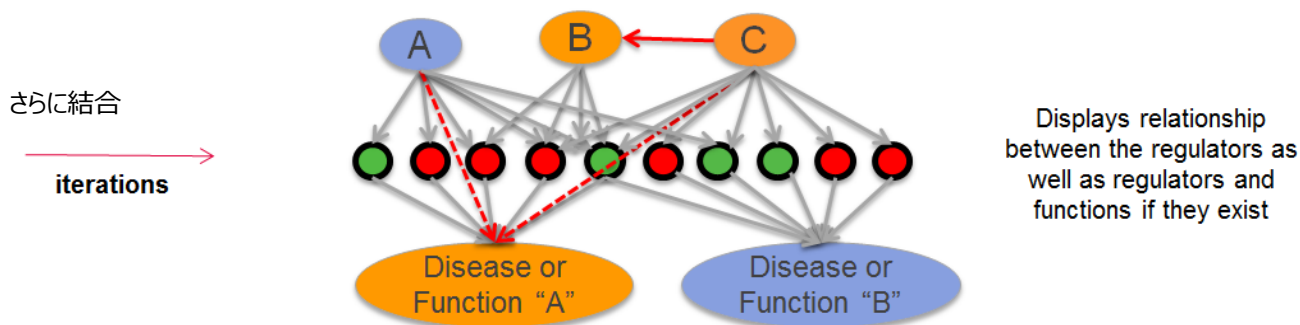 A
B
C
さらに結合
iterations
Displays relationship
between the regulators as
well as regulators and
functions if they exist
Disease or
Function “A”
Disease or
Function “B”